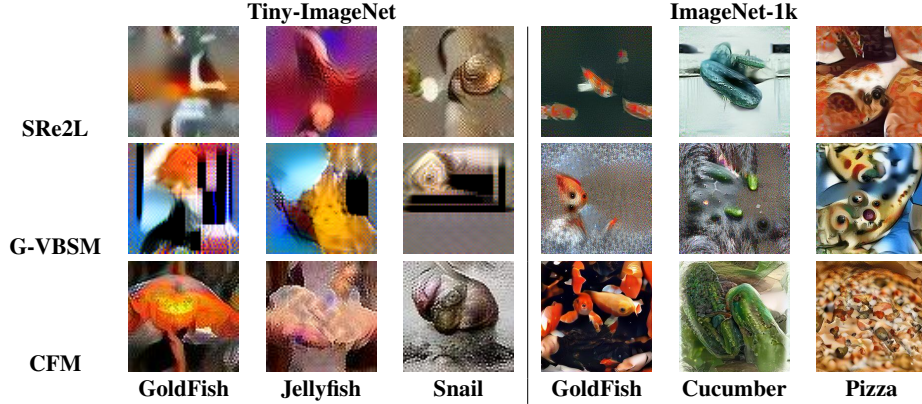 Tiny-ImageNet ImageNet-1k
SRe2L
G-VBSM
CFM
GoldFish Jellyfish Snail GoldFish Cucumber Pizza